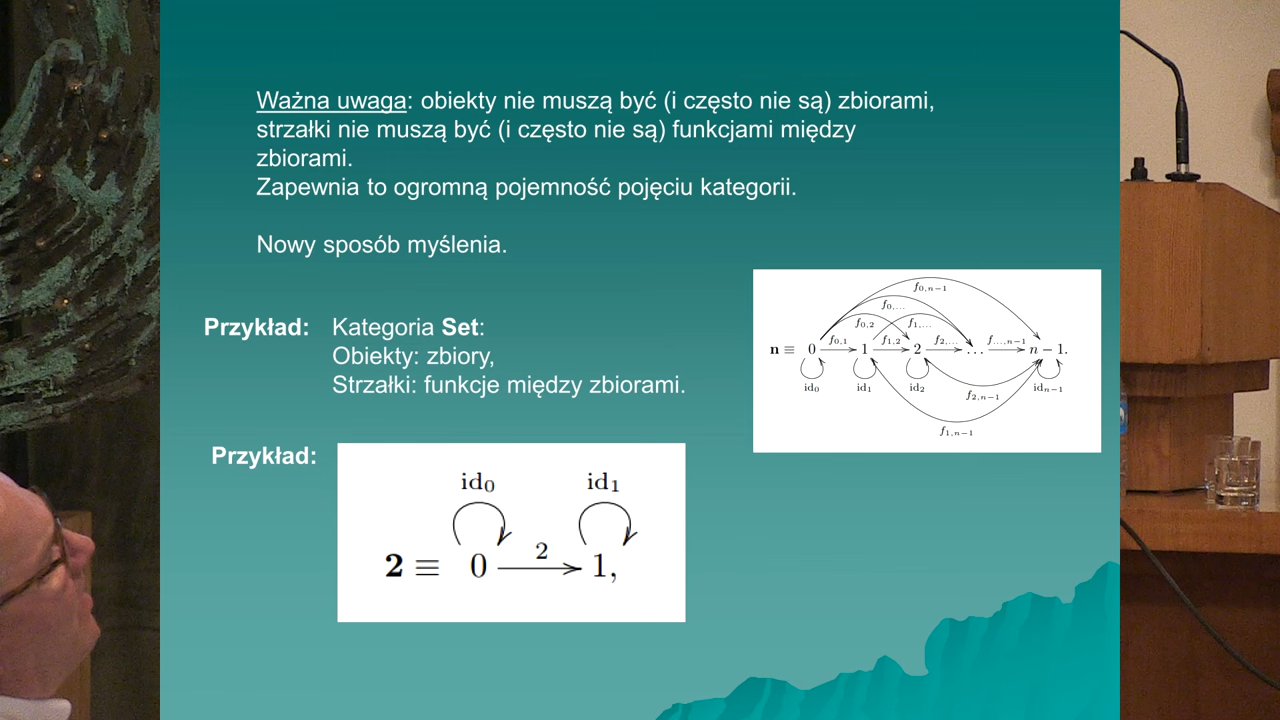 Ważna uwaga: obiekty nie muszą być (i często nie są) zbiorami,
strzałki nie muszą być (i często nie są) funkcjami między
zbiorami.
Zapewnia to ogromną pojemność pojęciu kategorii.
Nowy sposób myślenia.
Przykład: Kategoria Set:
Obiekty: zbiory,
Strzałki: funkcje między zbiorami.
f0,n−1
f0,...
f0,2 f1,...
f0,1 f1,2 f2,... f...,n−1
n ≡ 0 1 2 ... n − 1.
id0 id1 id2 idn−1
f2,n−1
f1,n−1
Przykład:
id0 id1
2
2 ≡ 0 1,